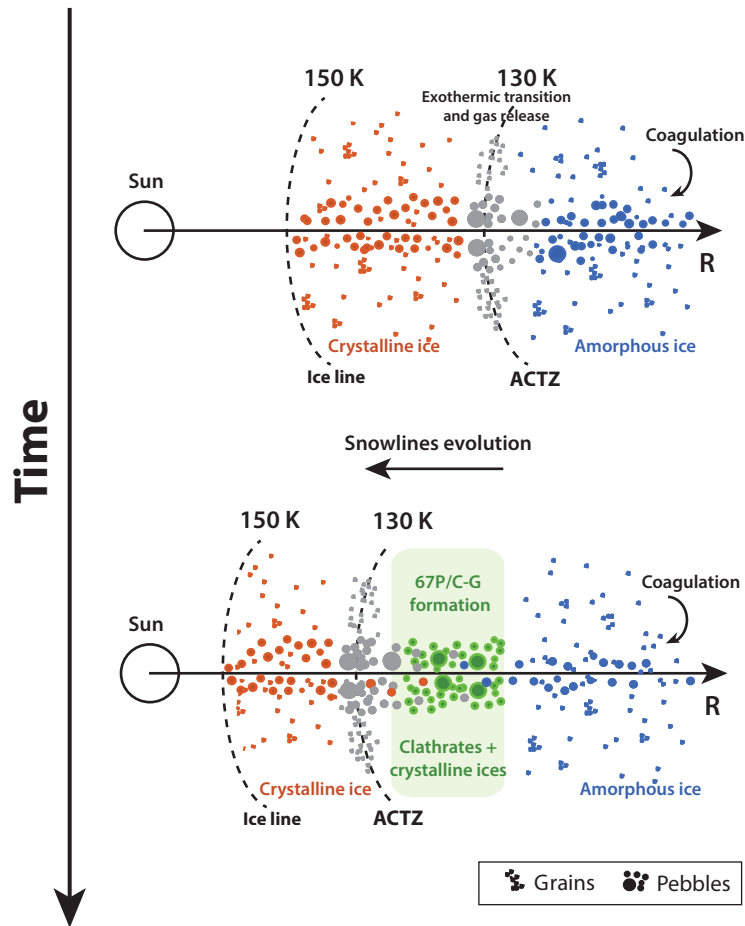 150 K
130 K
Exothermic transition
and gas release
Coagulation
Sun
R
Crystalline ice
Amorphous ice
Ice line
ACTZ
Time
Snowlines evolution
150 K
130 K
67P/C-G
formation
Coagulation
Sun
R
Clathrates +
crystalline ices
Crystalline ice
Amorphous ice
Ice line
ACTZ
Grains
Pebbles